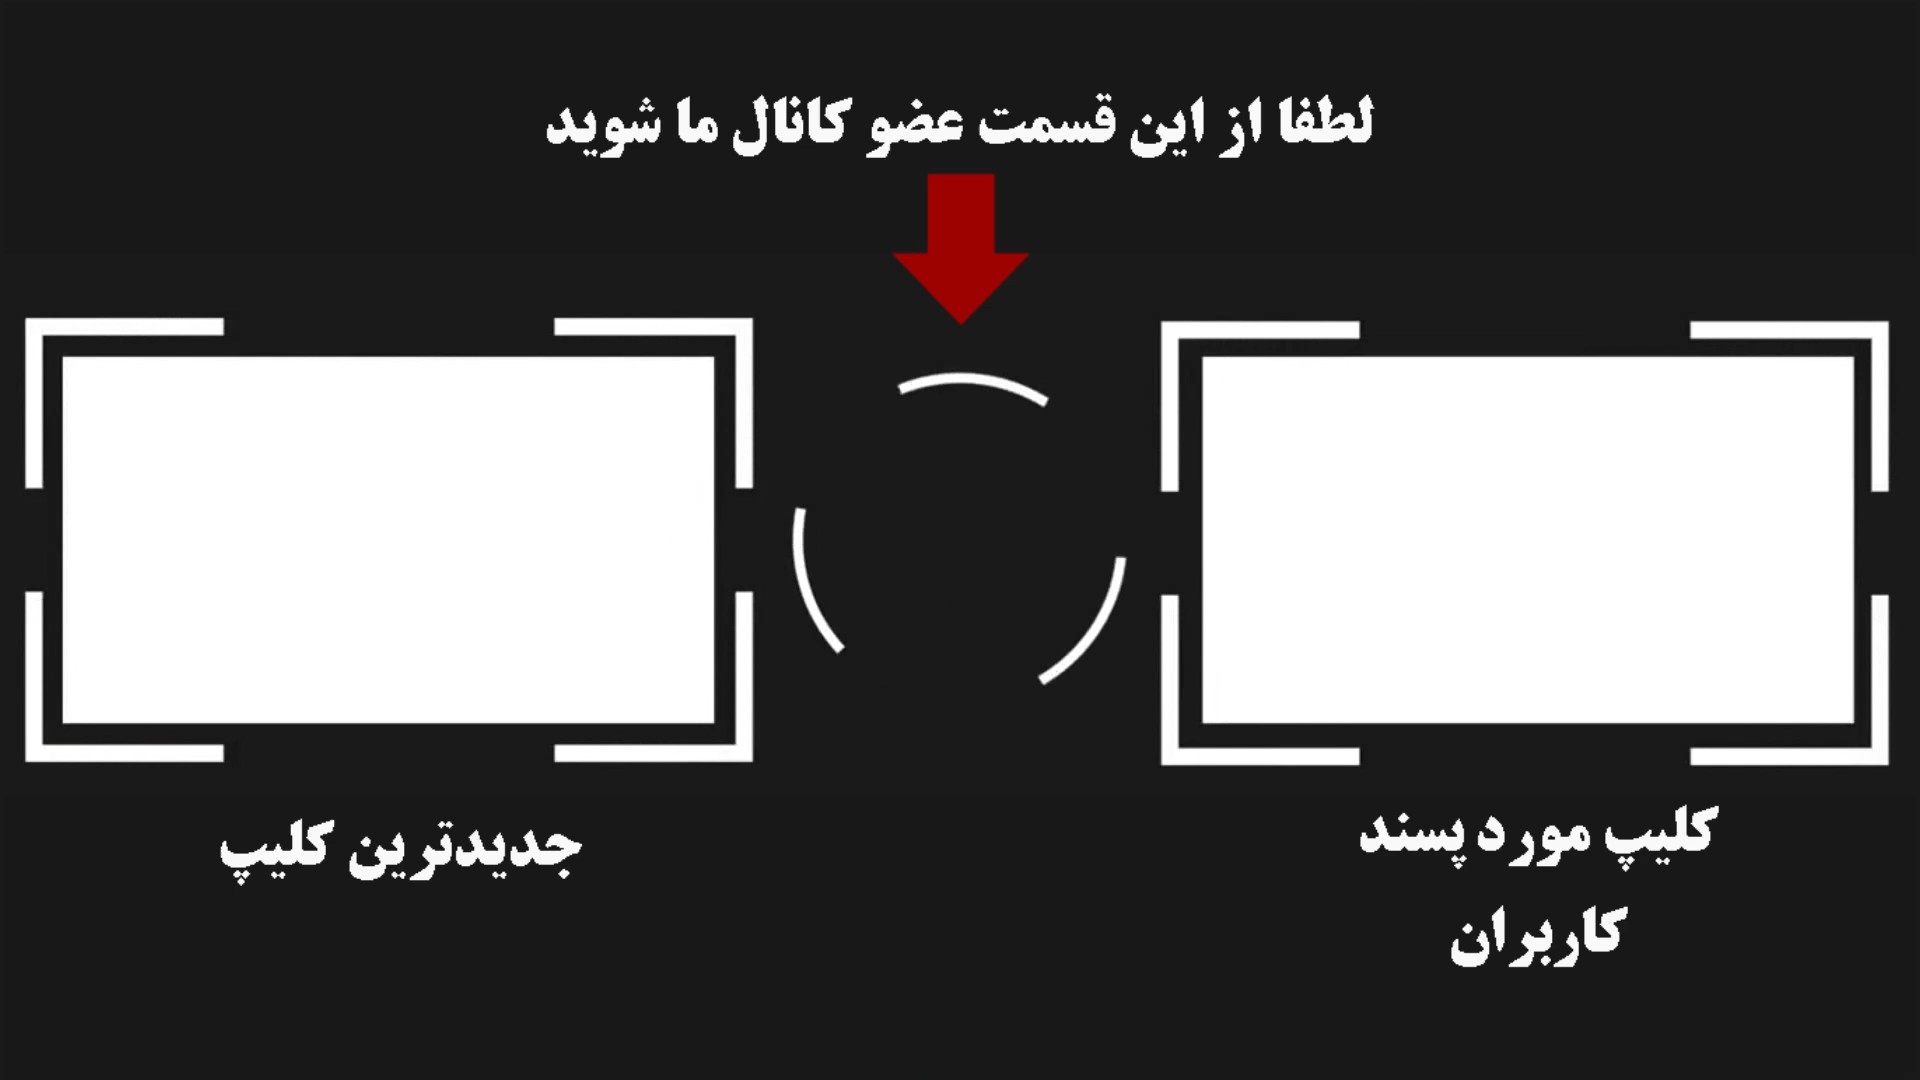 لطفا از این قسمت عضو کانال ما شوید
کلیپ مورد پسند
کاربران
جدیدترین کلیپ